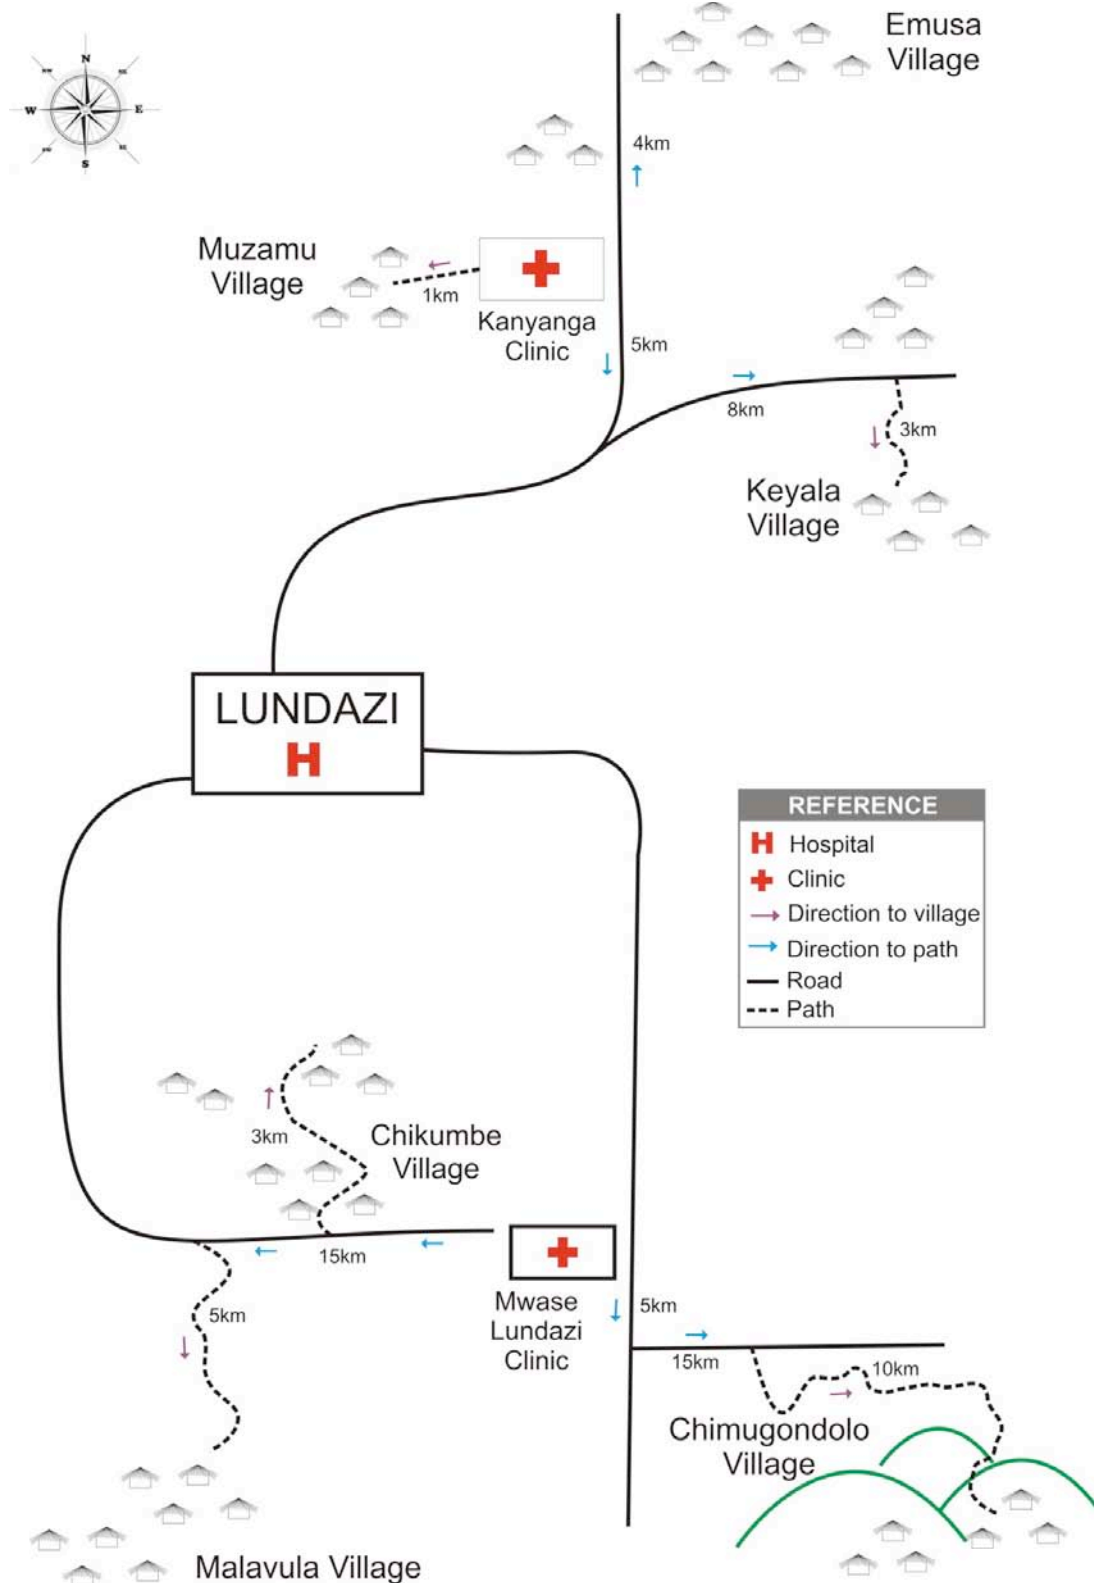 Emusa
Village
N
W
E
S
4km
Muzamu
Village
1km
Kanyanga
Clinic
5km
8km
3km
Keyala
Village
LUNDAZI
H
REFERENCE
H Hospital
Clinic
Direction to village
Direction to path
Road
Path
3km
Chikumbe
Village
15km
Mwase
Lundazi
Clinic
5km
5km
15km
10km
Chimugondolo
Village
Malavula Village